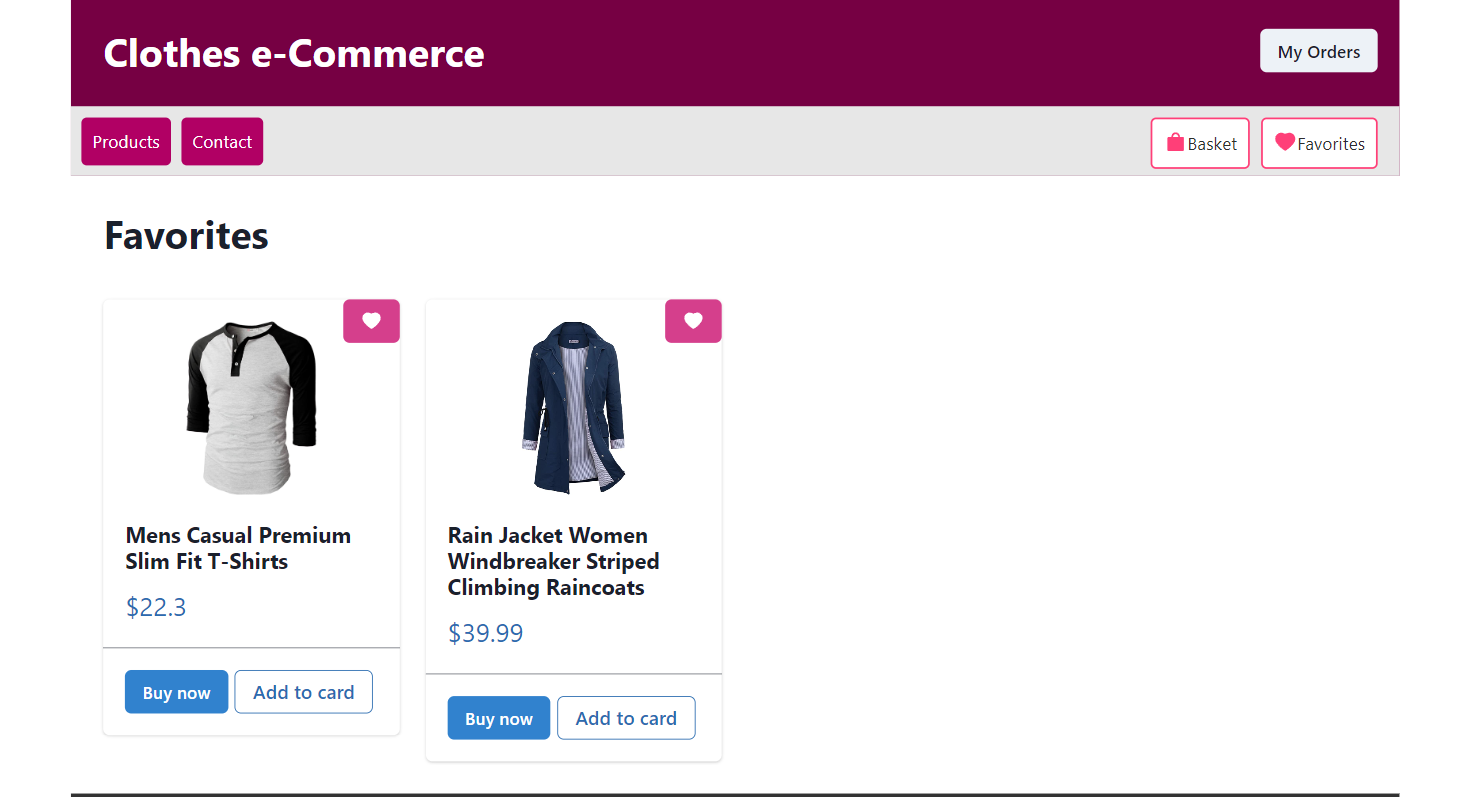 Clothes e-Commerce
My Orders
Products
Contact
Basket
Favorites
Favorites
Mens Casual Premium
Slim Fit T-Shirts
$22.3
Buy now
Add to card
Rain Jacket Women
Windbreaker Striped
Climbing Raincoats
$39.99
Buy now
Add to card